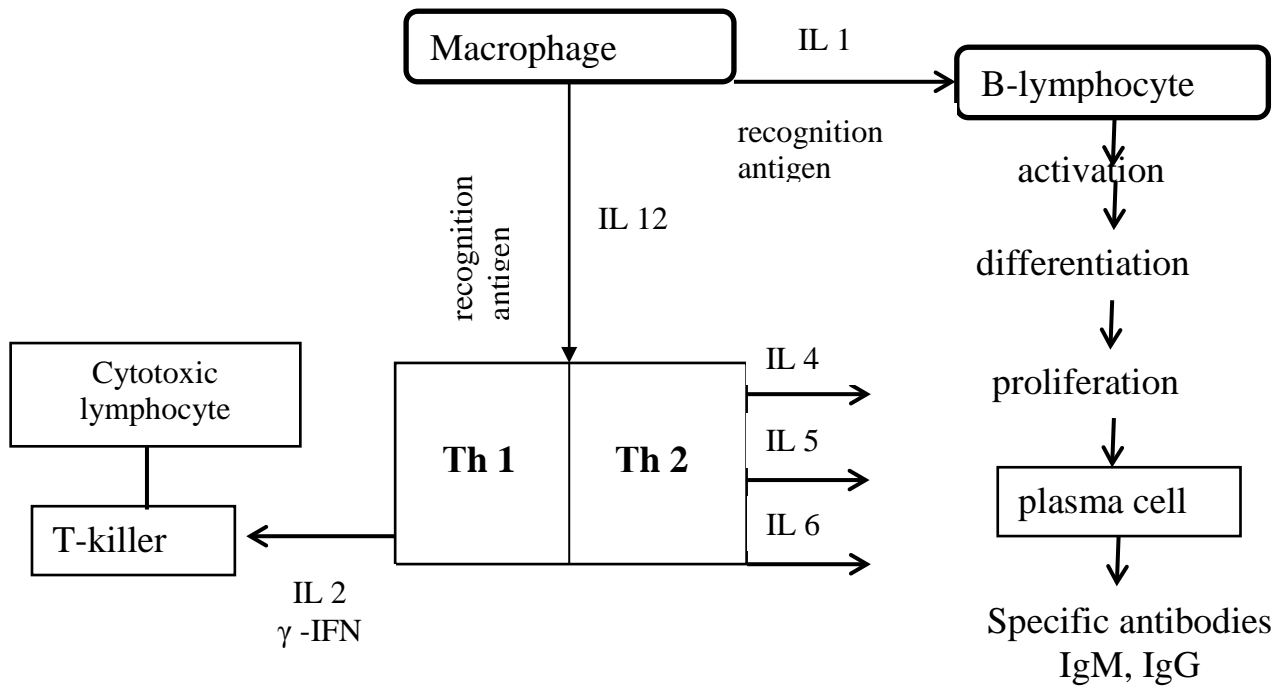 Macrophage
IL 1
B-lymphocyte
recognition
antigen
activation
recognition
antigen
IL 12
differentiation
Cytotoxic
lymphocyte
IL 4
proliferation
Th 1
Th 2
IL 5
plasma cell
T-killer
IL 6
IL 2
γ -IFN
Specific antibodies
IgM, IgG